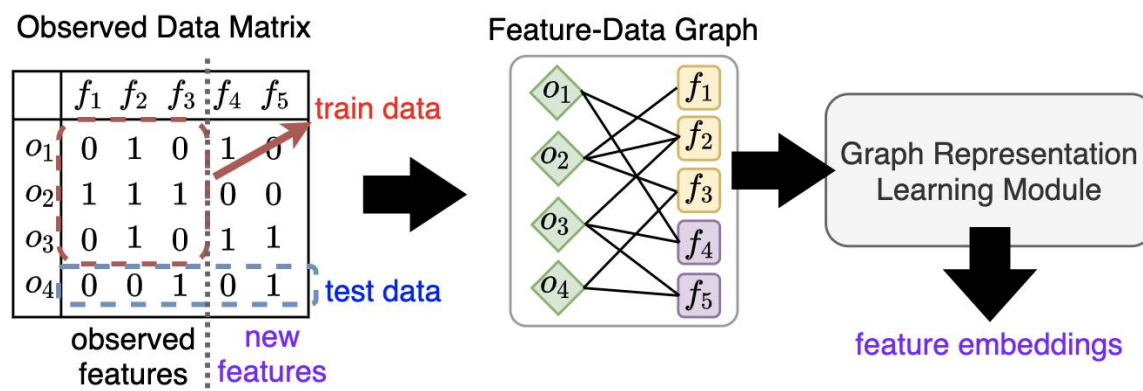 Observed Data Matrix
f1 f2 f3 f4 f5
o1 0 1 0 1 0
o2 1 1 1 0 0
o3 0 1 0 1 1
o4 0 0 1 0 1
train data
test data
observed
features
new
features
Feature-Data Graph
o1
o2
o3
o4
f1
f2
f3
f4
f5
Graph Representation
Learning Module
feature embeddings